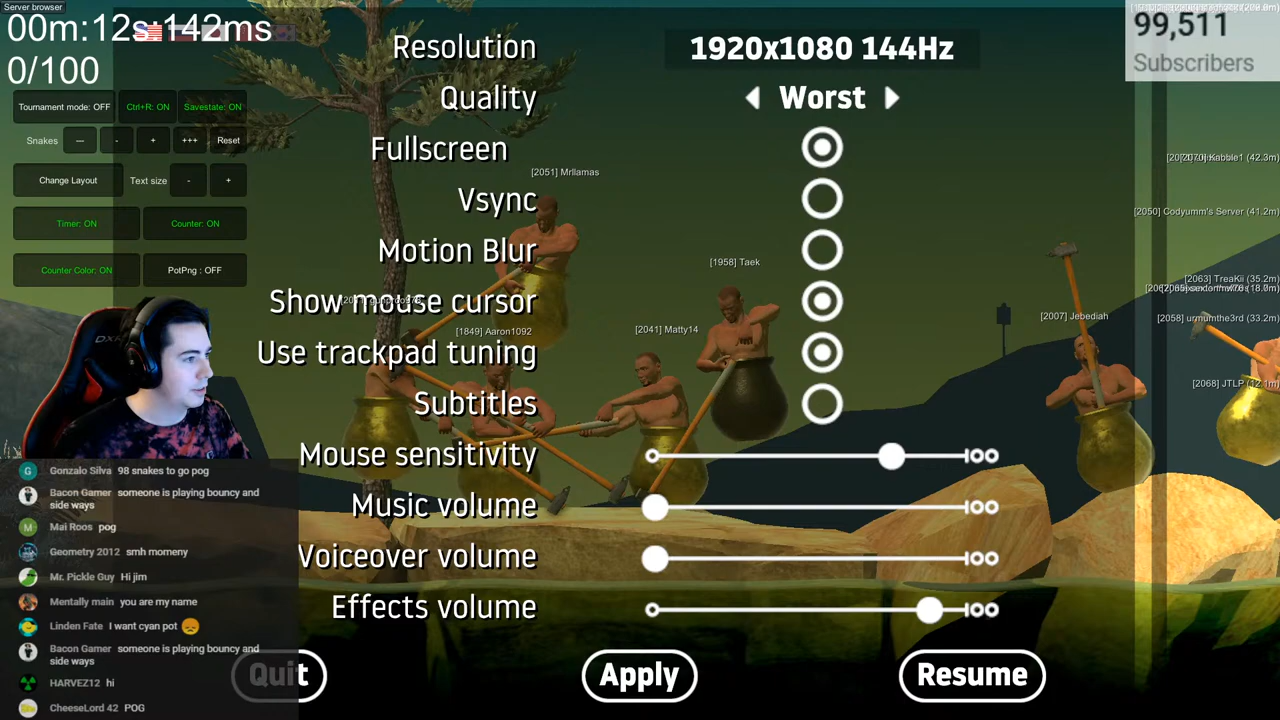 Server browser
00m:12s:142ms
0/100
99,511
Subscribers
Tournament mode: OFF
Ctrl+R: ON
Savestate: ON
Snakes
—
-
+
+++
Reset
Change Layout
Text size
-
+
Timer: ON
Counter: ON
Counter Color: ON
PotPng : OFF
Resolution
1920x1080 144Hz
Quality
Worst
Fullscreen
Vsync
Motion Blur
Show mouse cursor
Use trackpad tuning
Subtitles
Mouse sensitivity
Music volume
Voiceover volume
Effects volume
Quit
Apply
Resume
[2051] Mrllamas
[1958] Taek
[1849] Aaron1092
[2041] Matty14
[2007] Jebediah
[2050] Codyumm's Server (41.2m)
[2063] TreaKii (35.2m)
[2058] urmumthe3rd (33.2m)
[2068] JTLP (12.1m)
Gonzalo Silva 98 snakes to go pog
Bacon Gamer someone is playing bouncy and
side ways
Mai Roos pog
Geometry 2012 smh momeny
Mr. Pickle Guy Hi jim
Mentally main you are my name
Linden Fate I want cyan pot
Bacon Gamer someone is playing bouncy and
side ways
HARVEZ12 hi
CheeseLord 42 POG